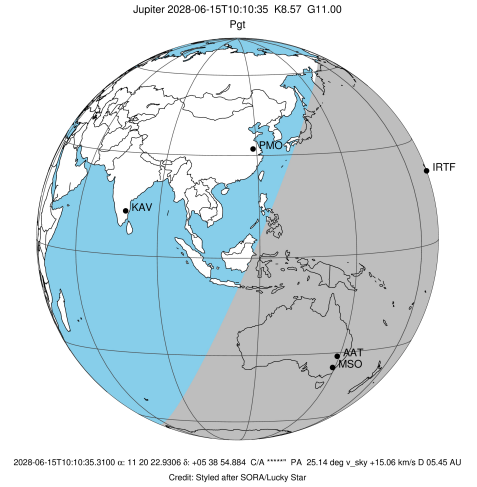 Jupiter 2028-06-15T10:10:35 K8.57 G11.00
Pgt
PMO
IRTF
KAV
AAT
MSO
2028-06-15T10:10:35.3100 α: 11 20 22.9306 δ: +05 38 54.884 C/A *****" PA 25.14 deg v_sky +15.06 km/s D 05.45 AU
Credit: Styled after SORA/Lucky Star